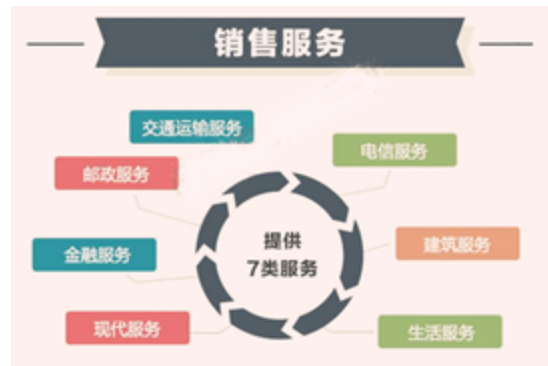 销售服务
交通运输服务
电信服务
邮政服务
提供
7类服务
建筑服务
金融服务
现代服务
生活服务